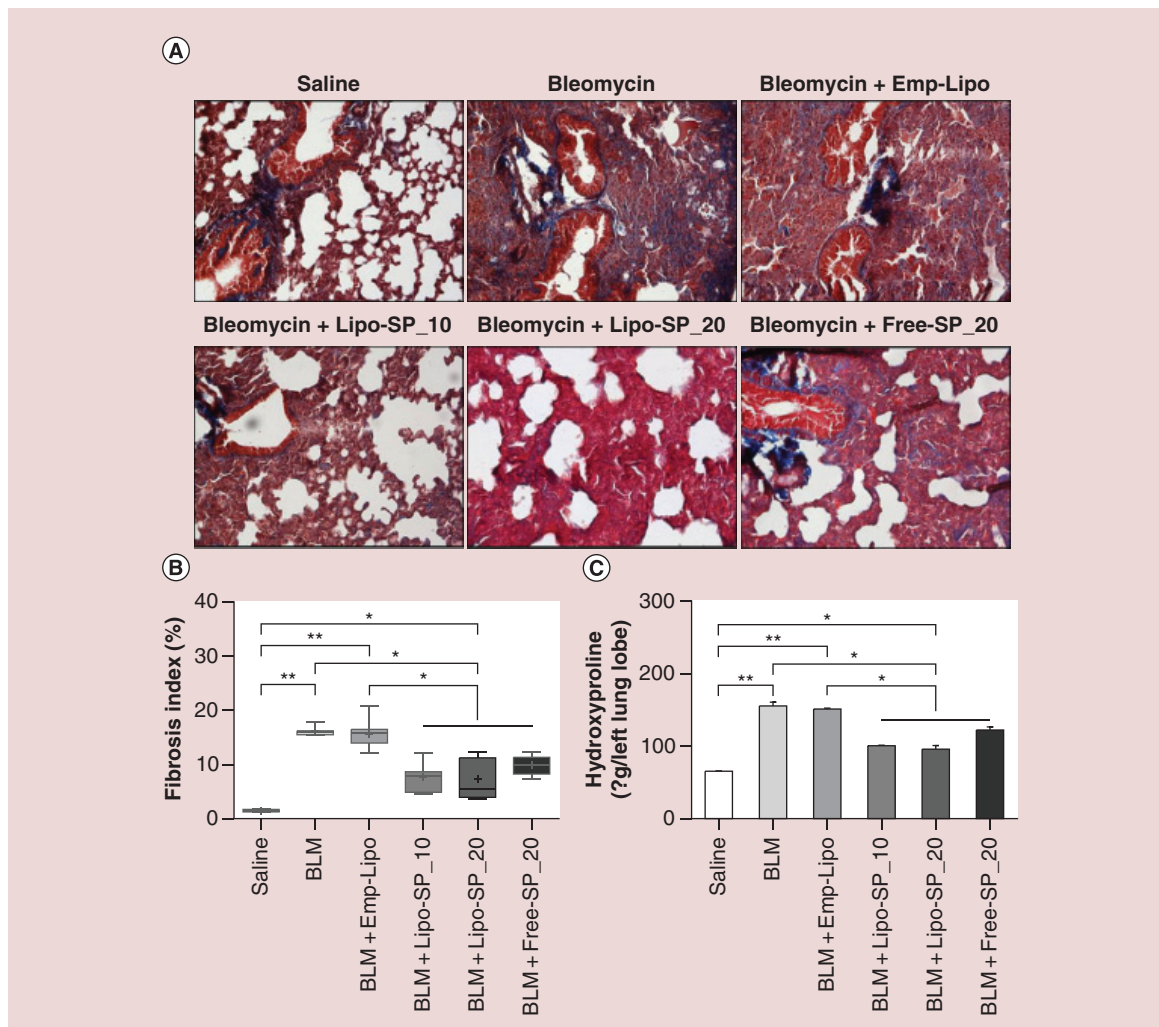 A
Saline
Bleomycin
Bleomycin + Emp-Lipo
Bleomycin + Lipo-SP_10
Bleomycin + Lipo-SP_20
Bleomycin + Free-SP_20
B
Fibrosis index (%)
40
30
20
10
0
*
**
*
**
*
Saline
BLM
BLM + Emp-Lipo
BLM + Lipo-SP_10
BLM + Lipo-SP_20
BLM + Free-SP_20
C
Hydroxyproline
(?g/left lung lobe)
300
200
100
0
*
**
*
**
*
Saline
BLM
BLM + Emp-Lipo
BLM + Lipo-SP_10
BLM + Lipo-SP_20
BLM + Free-SP_20